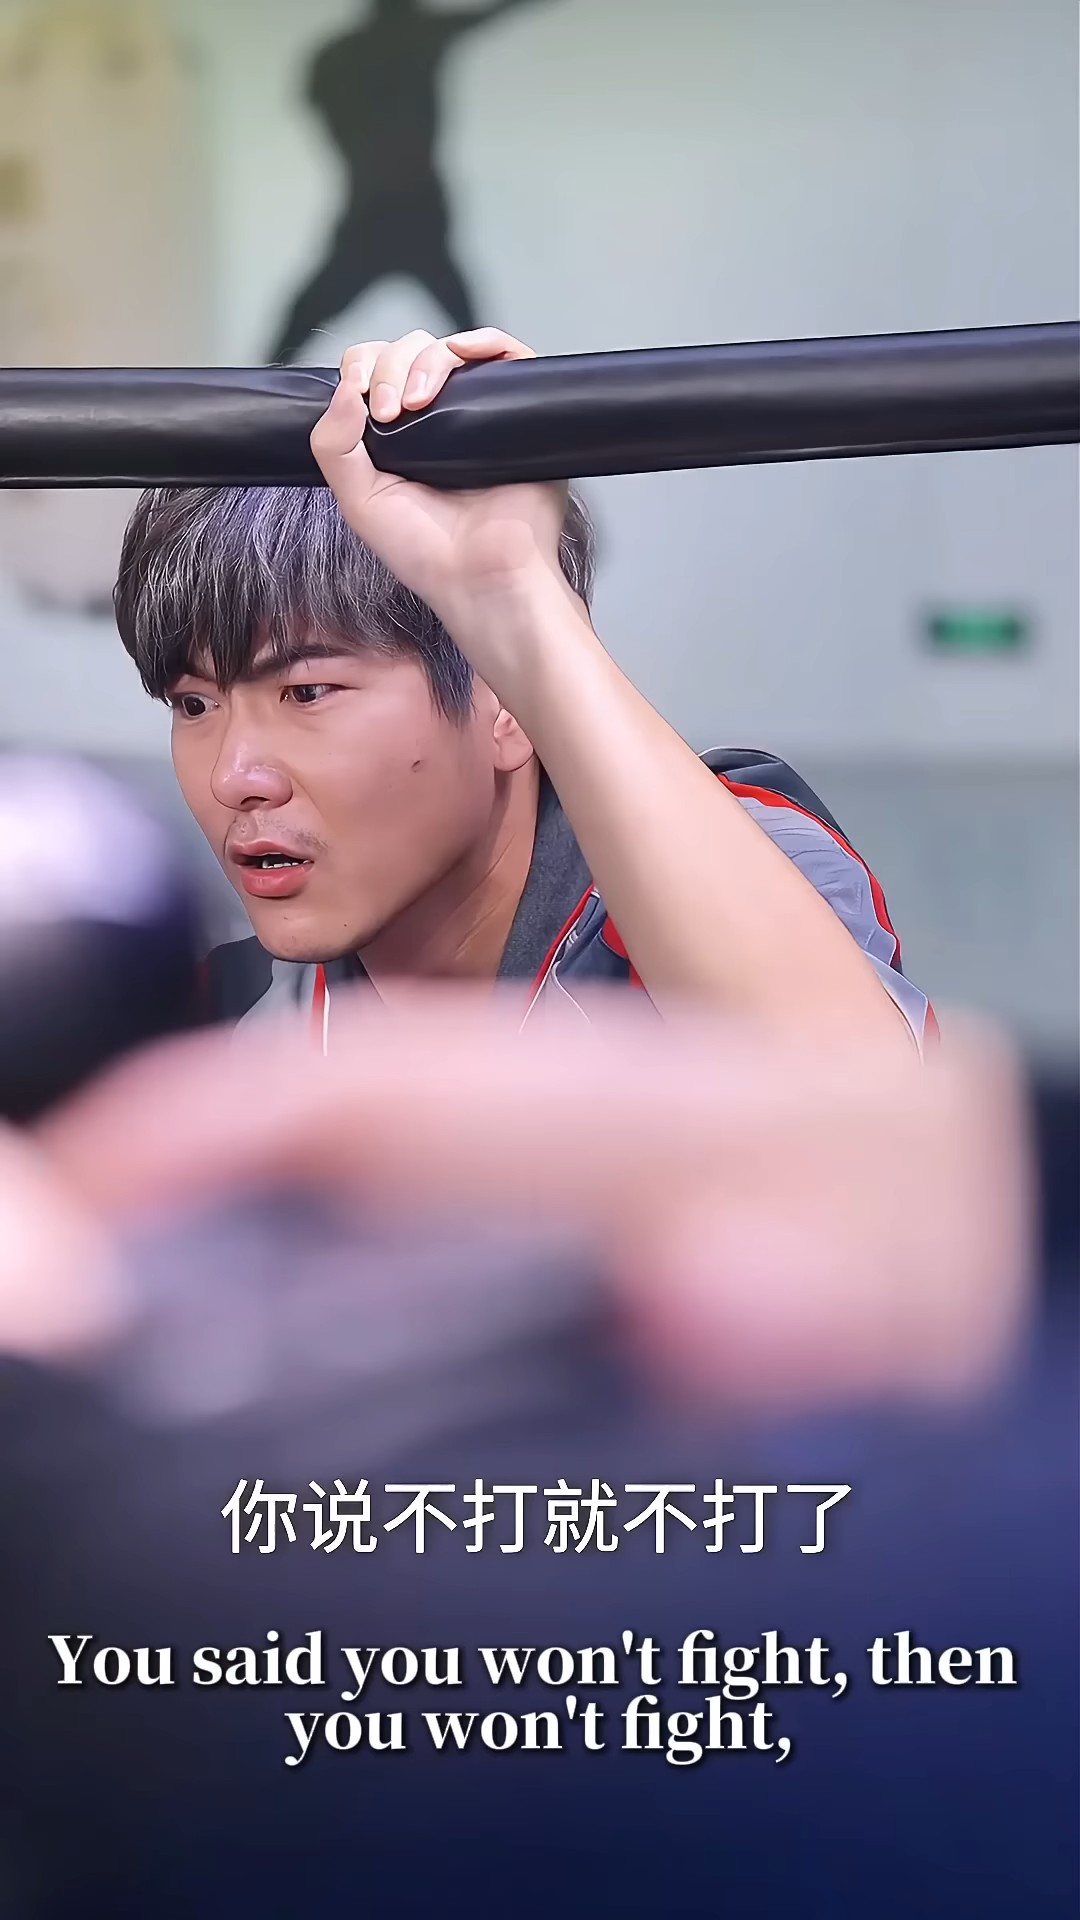 你说不打就不打了
You said you won't fight, then
you won't fight,